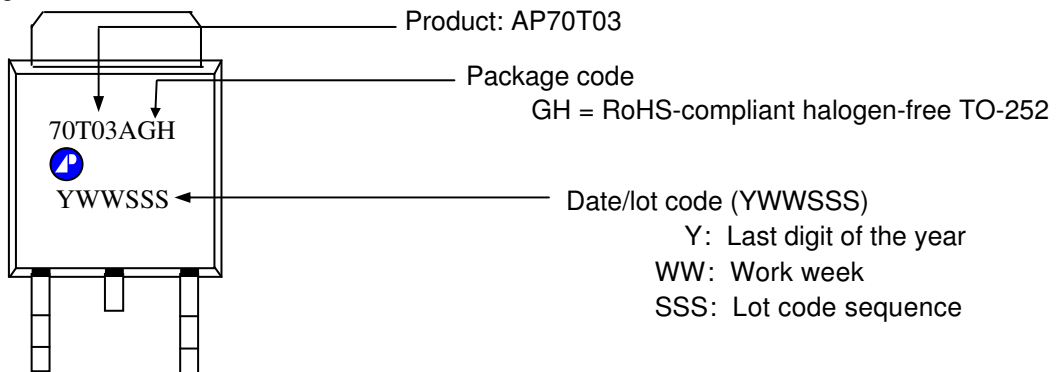 Product: AP70T03
Package code
GH = RoHS-compliant halogen-free TO-252
70T03AGH
YWWSSS
Date/lot code (YWWSSS)
Y: Last digit of the year
WW: Work week
SSS: Lot code sequence